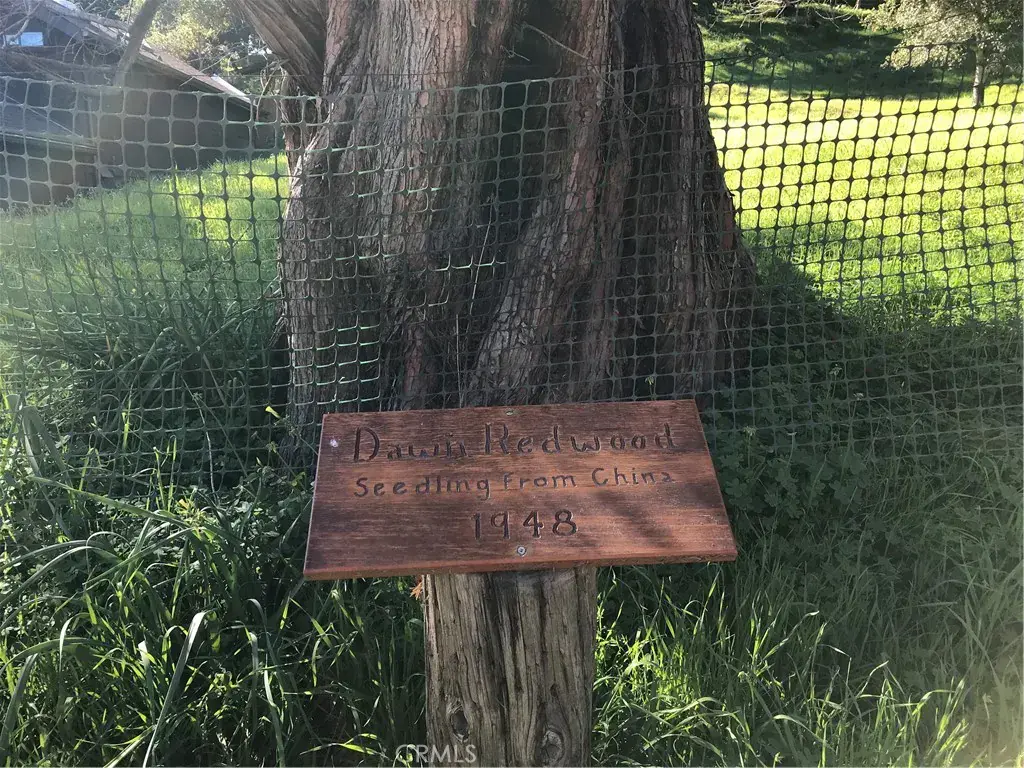 Dawn Redwood
Seedling From China
1948
CRMLS